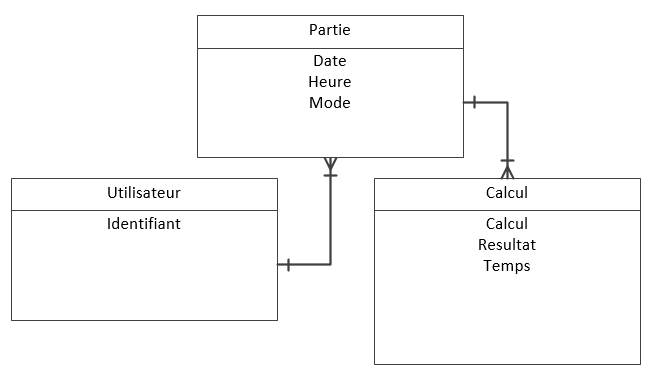 Partie
Date
Heure
Mode
Utilisateur
Identifiant
Calcul
Calcul
Resultat
Temps